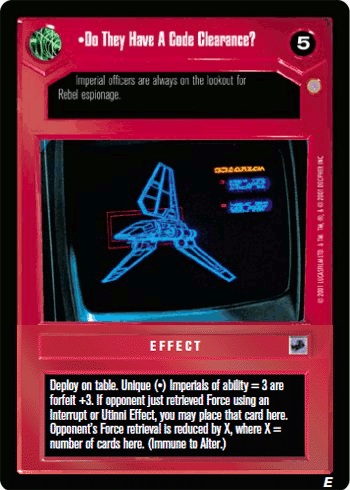 •Do They Have A Code Clearance?
5
Imperial officers are always on the lookout for
Rebel espionage.
EFFECT
Deploy on table. Unique (•) Imperials of ability = 3 are
forfeit +3. If opponent just retrieved Force using an
Interrupt or Utinni Effect, you may place that card here.
Opponent's Force retrieval is reduced by X, where X =
number of cards here. (Immune to Alter.)
E